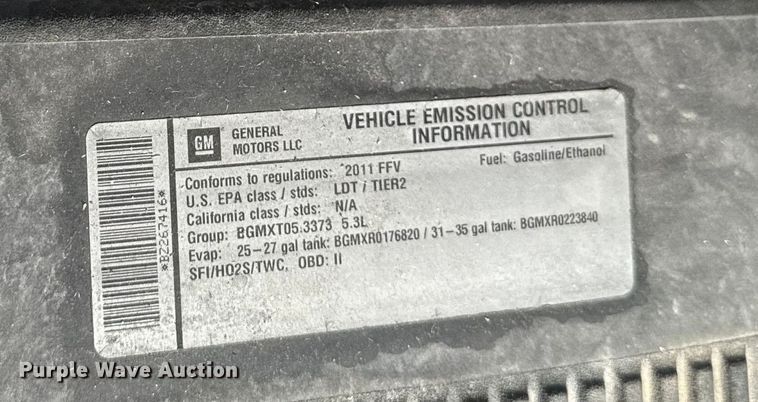 VEHICLE EMISSION CONTROL
INFORMATION
GM
GENERAL
MOTORS LLC
Fuel: Gasoline/Ethanol
Conforms to regulations: 2011 FFV
U.S. EPA class / stds: LDT / TIER2
California class / stds: N/A
Group: BGMXT05.3373 5.3L
Evap: 25-27 gal tank: BGMXR0176820 / 31-35 gal tank: BGMXR0223840
SFI/HO2S/TWC, OBD: II
*BZ267416*
Purple Wave Auction